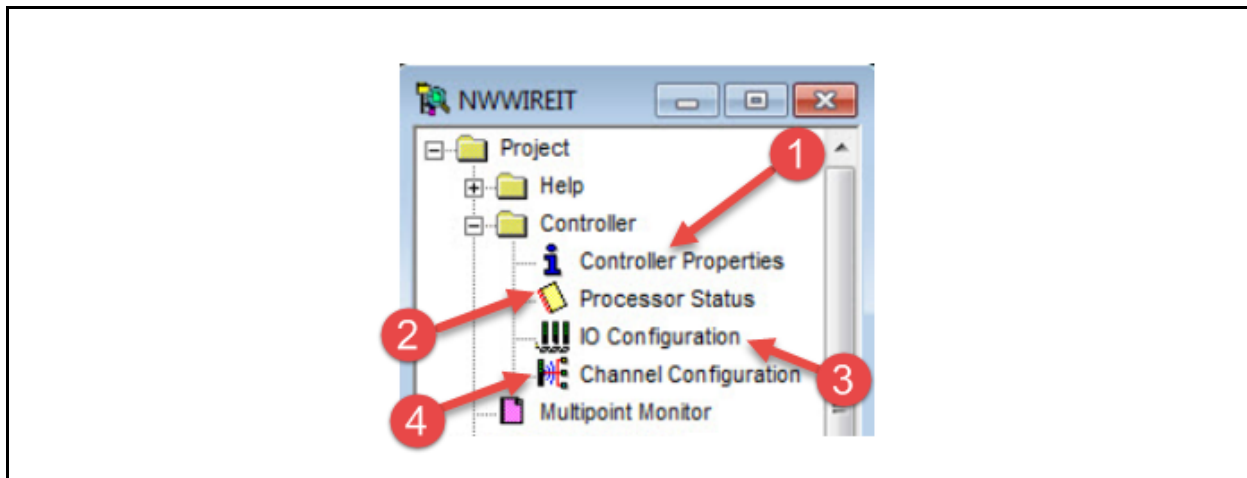 NWWIREIT
Project
1
Help
Controller
Controller Properties
2
Processor Status
IO Configuration
3
Channel Configuration
4
Multipoint Monitor